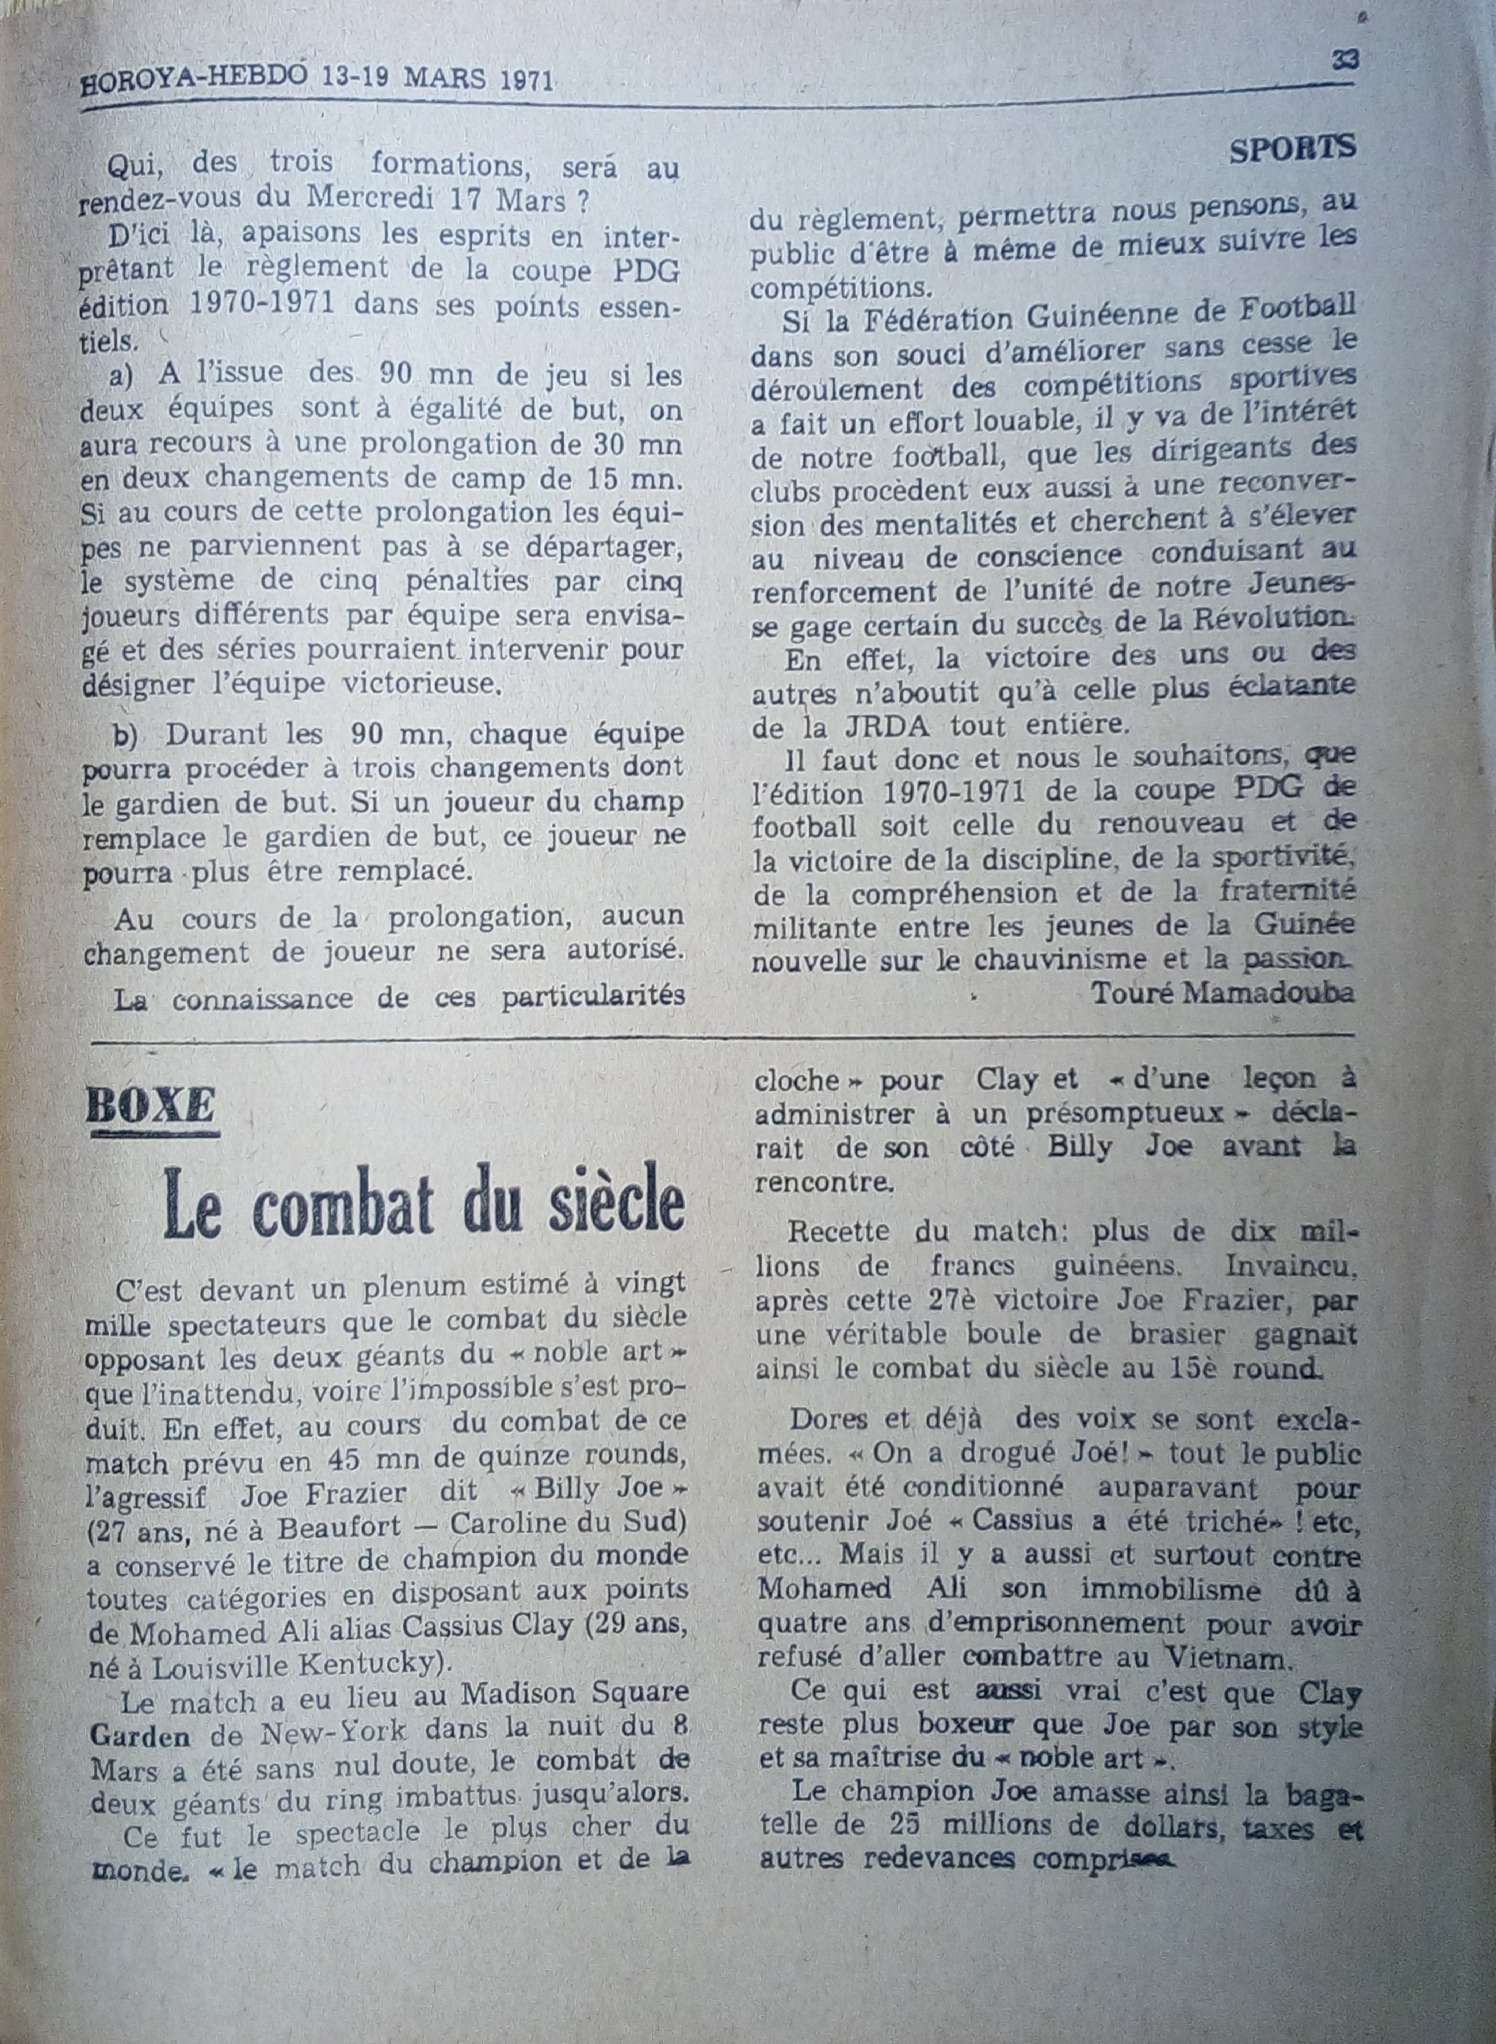 HOROYA-HEBDO 13-19 MARS 1971
33
SPORTS
Qui, des trois formations, sera au
rendez-vous du Mercredi 17 Mars ?
D'ici là, apaisons les esprits en inter-
prêtant le règlement de la coupe PDG
édition 1970-1971 dans ses points essen-
tiels.
a) A l'issue des 90 mn de jeu si les
deux équipes sont à égalité de but, on
aura recours à une prolongation de 30 mn
en deux changements de camp de 15 mn.
Si au cours de cette prolongation les équi-
pes ne parviennent pas à se départager,
le système de cinq pénalties par cinq
joueurs différents par équipe sera envisa-
gé et des séries pourraient intervenir pour
désigner l'équipe victorieuse.
b) Durant les 90 mn, chaque équipe
pourra procéder à trois changements dont
le gardien de but. Si un joueur du champ
remplace le gardien de but, ce joueur ne
pourra plus être remplacé.
Au cours de la prolongation, aucun
changement de joueur ne sera autorisé.
La connaissance de ces particularités
du règlement, permettra nous pensons, au
public d'être à même de mieux suivre les
compétitions.
Si la Fédération Guinéenne de Football
dans son souci d'améliorer sans cesse le
déroulement des compétitions sportives
a fait un effort louable, il y va de l'intérêt
de notre football, que les dirigeants des
clubs procèdent eux aussi à une reconver-
sion des mentalités et cherchent à s'élever
au niveau de conscience conduisant au
renforcement de l'unité de notre Jeunes-
se gage certain du succès de la Révolution.
En effet, la victoire des uns ou des
autres n'aboutit qu'à celle plus éclatante
de la JRDA tout entière.
Il faut donc et nous le souhaitons, que
l'édition 1970-1971 de la coupe PDG de
football soit celle du renouveau et de
la victoire de la discipline, de la sportivité,
de la compréhension et de la fraternité
militante entre les jeunes de la Guinée
nouvelle sur le chauvinisme et la passion.
Touré Mamadouba
BOXE
Le combat du siècle
C'est devant un plenum estimé à vingt
mille spectateurs que le combat du siècle
opposant les deux géants du « noble art »
que l'inattendu, voire l'impossible s'est pro-
duit. En effet, au cours du combat de ce
match prévu en 45 mn de quinze rounds,
l'agressif Joe Frazier dit « Billy Joe »
(27 ans, né à Beaufort — Caroline du Sud)
a conservé le titre de champion du monde
toutes catégories en disposant aux points
de Mohamed Ali alias Cassius Clay (29 ans,
né à Louisville Kentucky).
Le match a eu lieu au Madison Square
Garden de New-York dans la nuit du 8
Mars a été sans nul doute, le combat de
deux géants du ring imbattus jusqu'alors.
Ce fut le spectacle le plus cher du
monde. « le match du champion et de la
cloche » pour Clay et « d'une leçon à
administrer à un présomptueux » décla-
rait de son côté Billy Joe avant la
rencontre.
Recette du match: plus de dix mil-
lions de francs guinéens. Invaincu,
après cette 27è victoire Joe Frazier, par
une véritable boule de brasier gagnait
ainsi le combat du siècle au 15è round.
Dores et déjà des voix se sont excla-
mées. « On a drogué Joé! » tout le public
avait été conditionné auparavant pour
soutenir Joé « Cassius a été triché» ! etc,
etc... Mais il y a aussi et surtout contre
Mohamed Ali son immobilisme dû à
quatre ans d'emprisonnement pour avoir
refusé d'aller combattre au Vietnam.
Ce qui est aussi vrai c'est que Clay
reste plus boxeur que Joe par son style
et sa maîtrise du « noble art ».
Le champion Joe amasse ainsi la baga-
telle de 25 millions de dollars, taxes et
autres redevances comprises